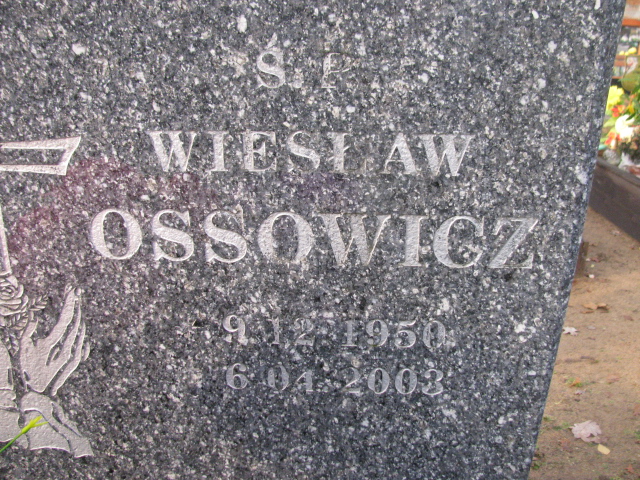 Ś. P.
WIESŁAW
OSSOWICZ
9.12.1950
6.04.2003